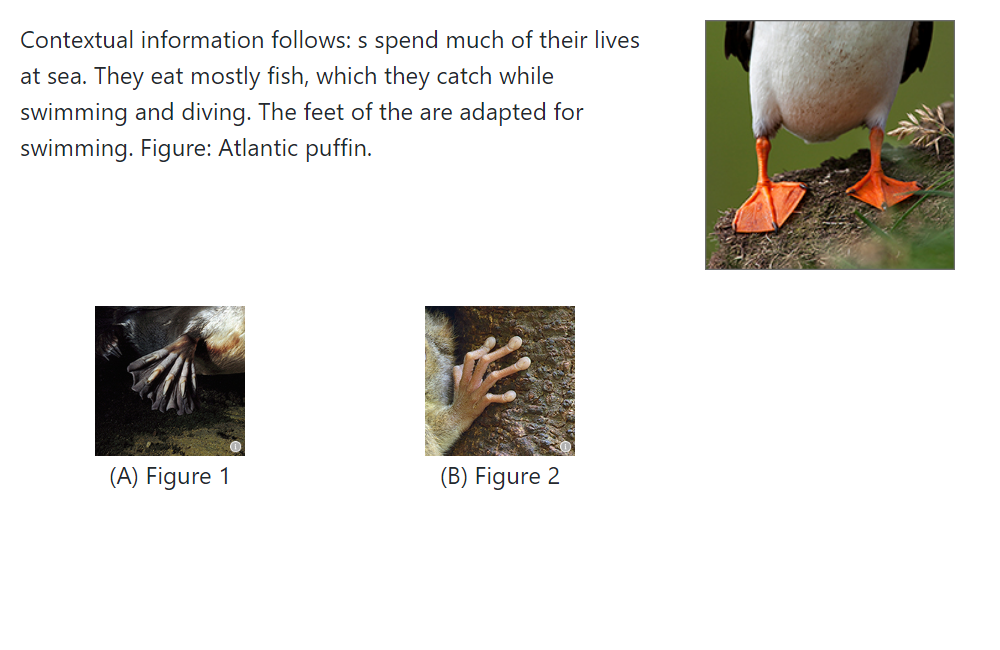 Contextual information follows: s spend much of their lives
at sea. They eat mostly fish, which they catch while
swimming and diving. The feet of the are adapted for
swimming. Figure: Atlantic puffin.
(A) Figure 1
(B) Figure 2